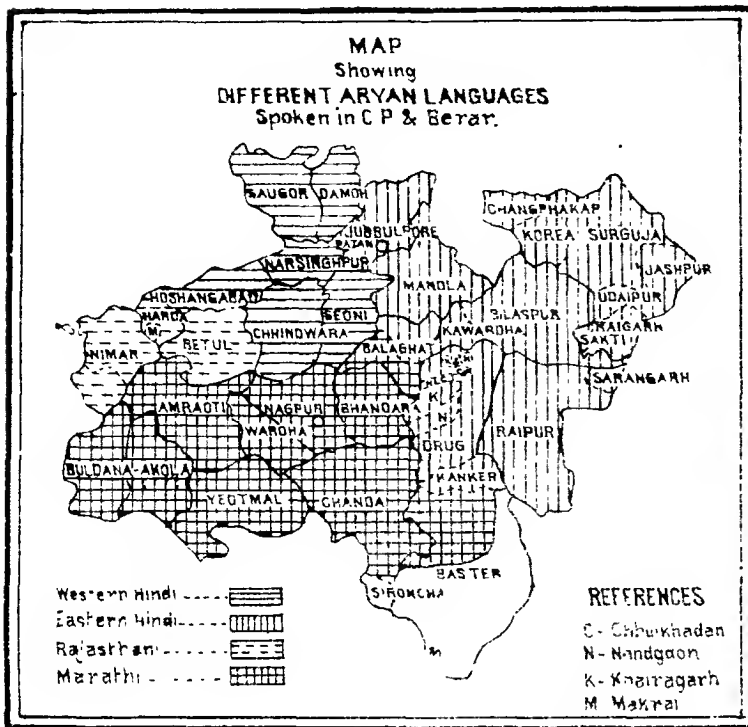 MAP
Showing
DIFFERENT ARYAN LANGUAGES
Spoken in C P & Berar.
SAUGOR DAMOH
JUBBULPORE
PATAN
CHANGPHAKAP
KOREA SURGUJA
JASHPUR
NARSINGHPUR
MANDLA
UDAIPUR
HOSHANGABAD
HARDA
M
SEONI
BILASPUR
NIMAR
BETUL
CHHINDWARA
KAWARDHA
RAIGARH
SAKTI
BALAGHAT
SARANGARH
K
N
AMRAOTI
NAGPUR
BHANDARA
WARDHA
DRUG
RAIPUR
BULDANA-AKOLA
KANKER
YEOTMAL
CHANDA
BASTER
SIRONCHA
Western Hindi
Eastern Hindi
Rajasthani
Marathi
REFERENCES
C - Chhuikhadan
N - Nandgaon
K - Khairagarh
M Makrai